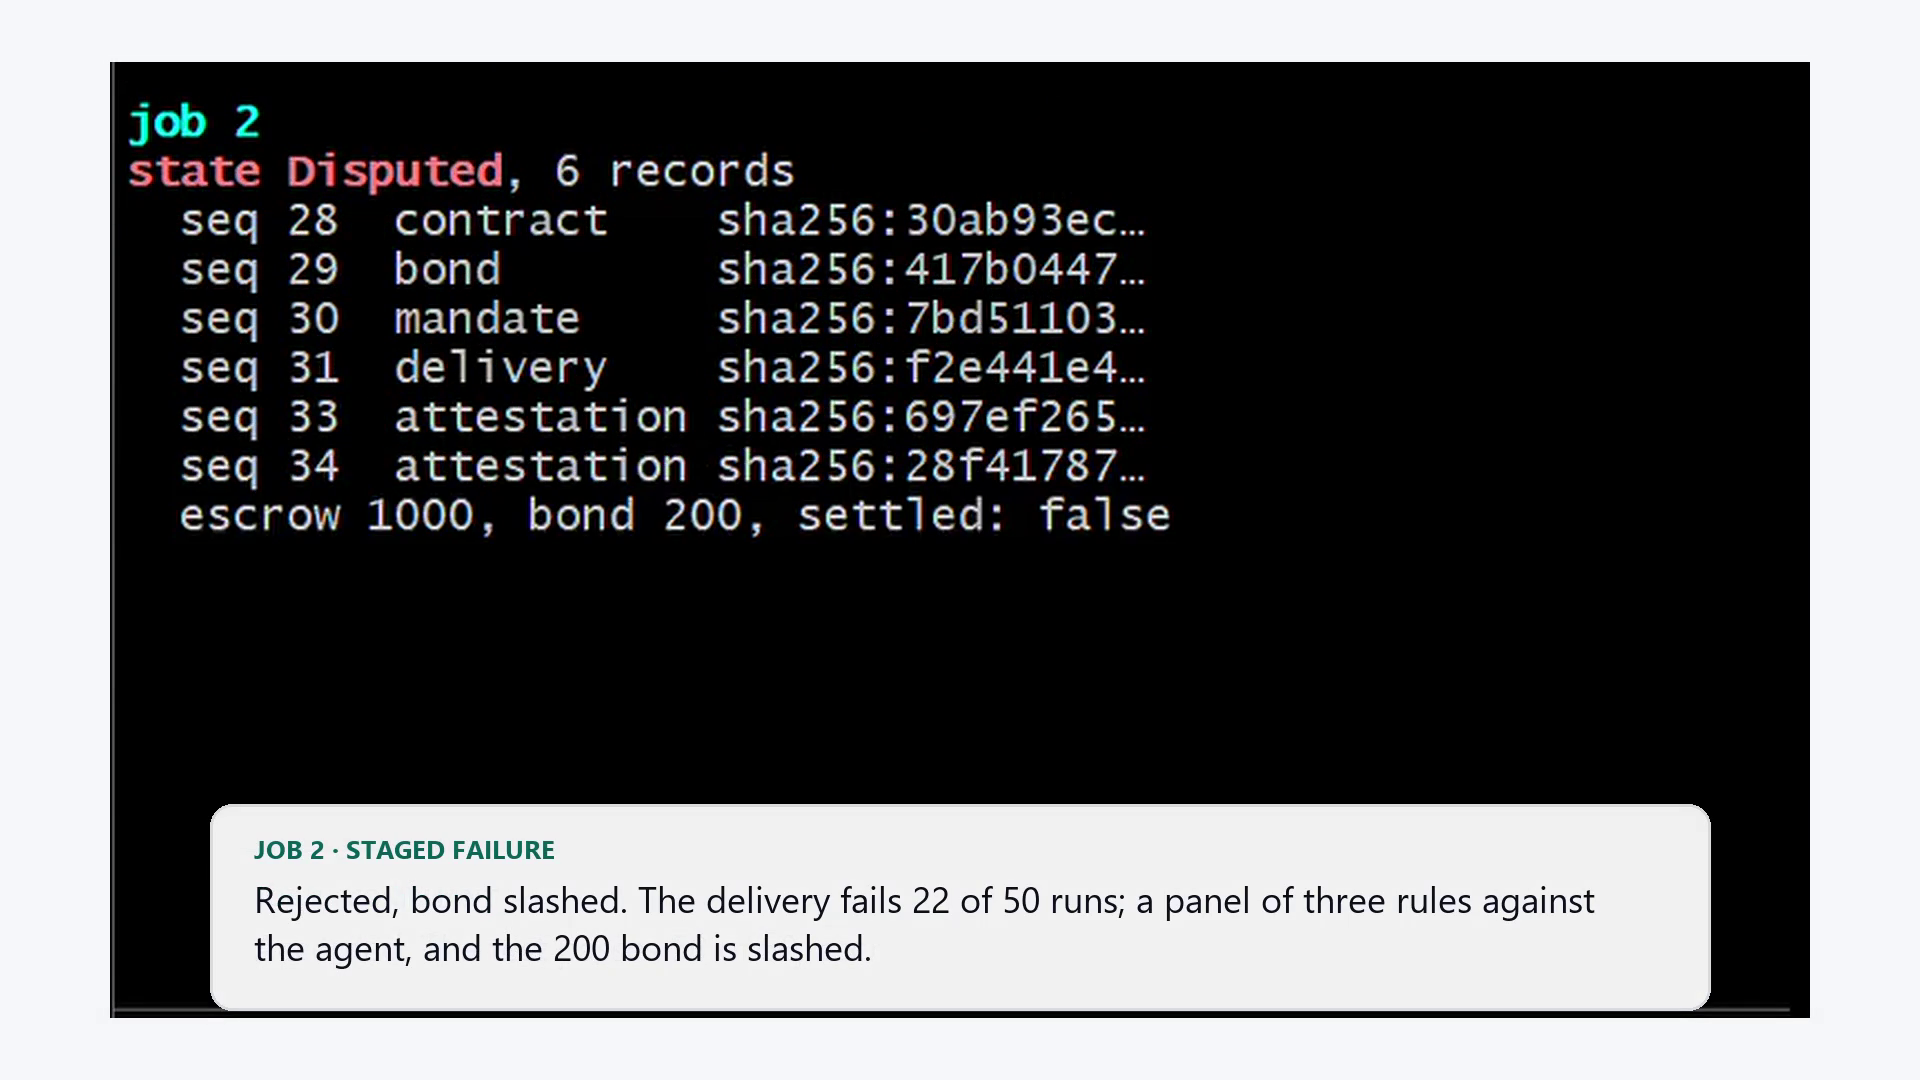 job 2
state Disputed, 6 records
seq 28 contract sha256:30ab93ec…
seq 29 bond sha256:417b0447…
seq 30 mandate sha256:7bd51103…
seq 31 delivery sha256:f2e441e4…
seq 33 attestation sha256:697ef265…
seq 34 attestation sha256:28f41787…
escrow 1000, bond 200, settled: false
JOB 2 · STAGED FAILURE
Rejected, bond slashed. The delivery fails 22 of 50 runs; a panel of three rules against
the agent, and the 200 bond is slashed.